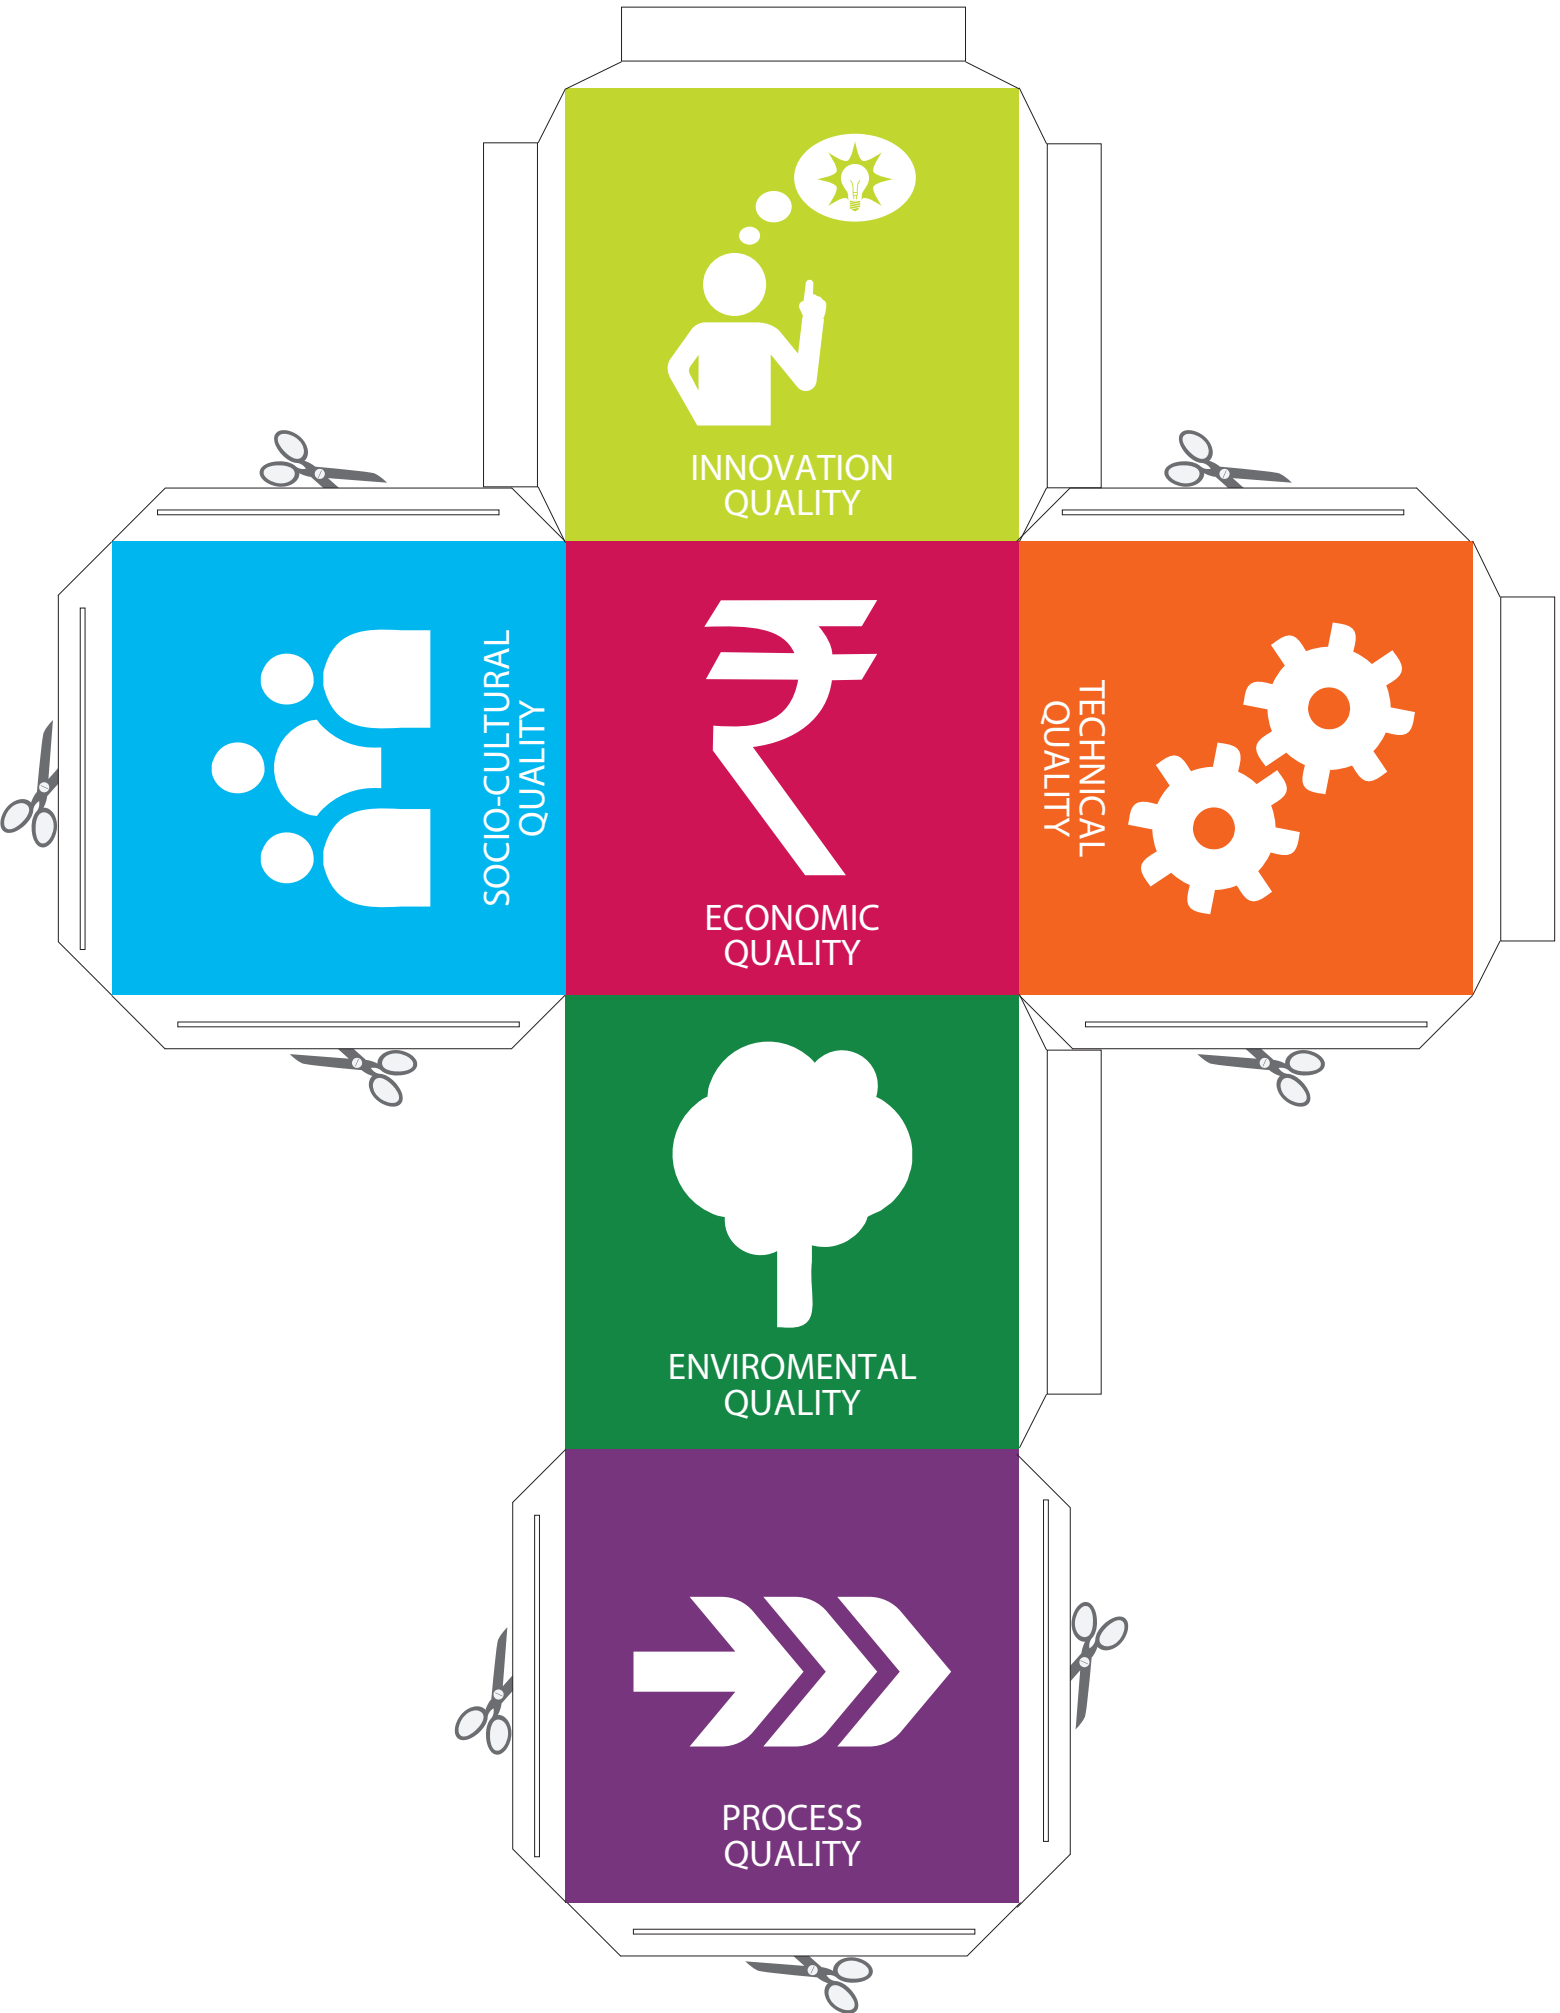 INNOVATION
QUALITY
SOCIO-CULTURAL
QUALITY
ECONOMIC
QUALITY
TECHNICAL
QUALITY
ENVIROMENTAL
QUALITY
PROCESS
QUALITY